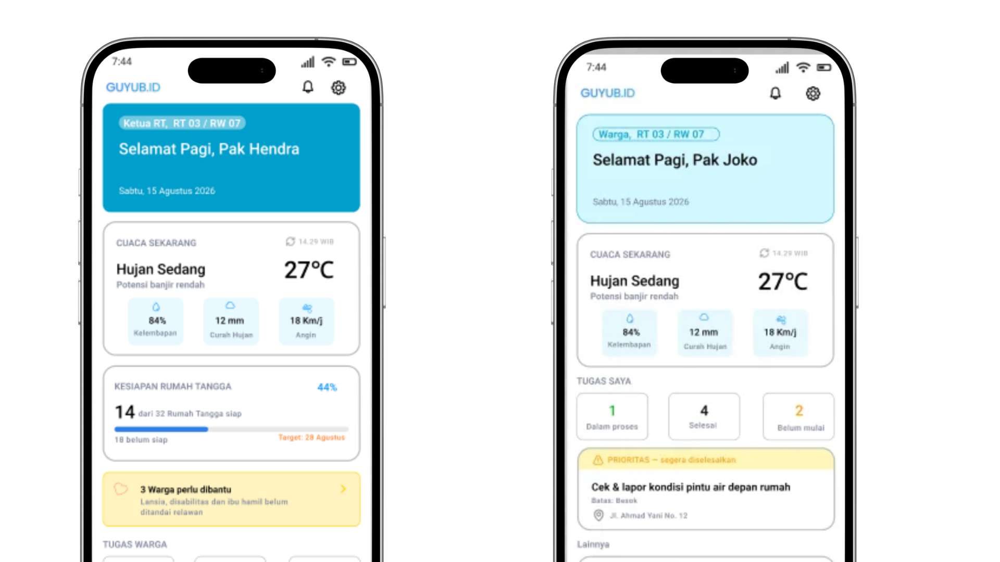 7:44
GUYUB.ID
Ketua RT, RT 03 / RW 07
Selamat Pagi, Pak Hendra
Sabtu, 15 Agustus 2026
CUACA SEKARANG
14.29 WIB
Hujan Sedang
27°C
Potensi banjir rendah
84%
Kelembapan
12 mm
Curah Hujan
18 Km/j
Angin
KESIAPAN RUMAH TANGGA
44%
14 dari 32 Rumah Tangga siap
18 belum siap
Target: 28 Agustus
3 Warga perlu dibantu
Lansia, disabilitas dan ibu hamil belum
ditandai relawan
TUGAS WARGA
7:44
GUYUB.ID
Warga, RT 03 / RW 07
Selamat Pagi, Pak Joko
Sabtu, 15 Agustus 2026
CUACA SEKARANG
14.29 WIB
Hujan Sedang
27°C
Potensi banjir rendah
84%
Kelembapan
12 mm
Curah Hujan
18 Km/j
Angin
TUGAS SAYA
1
Dalam proses
4
Selesai
2
Belum mulai
PRIORITAS — segera diselesaikan
Cek & lapor kondisi pintu air depan rumah
Batas: Besok
Jl. Ahmad Yani No. 12
Lainnya